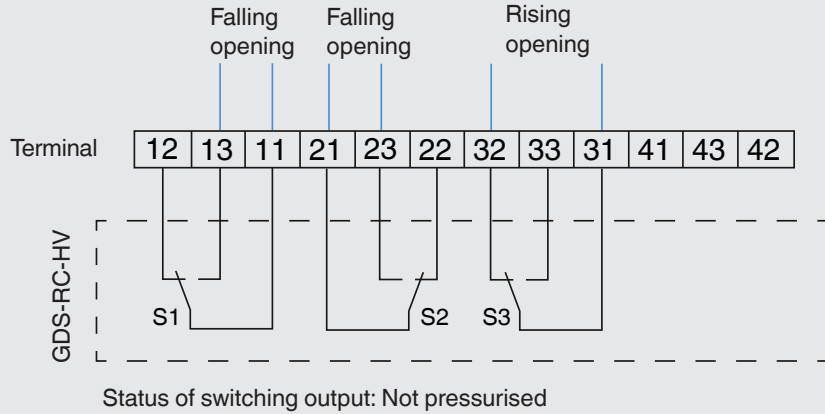 Falling opening
Falling opening
Rising opening
Terminal 12 13 11 21 23 22 32 33 31 41 43 42
GDS-RC-HV
S1 S2 S3
Status of switching output: Not pressurised